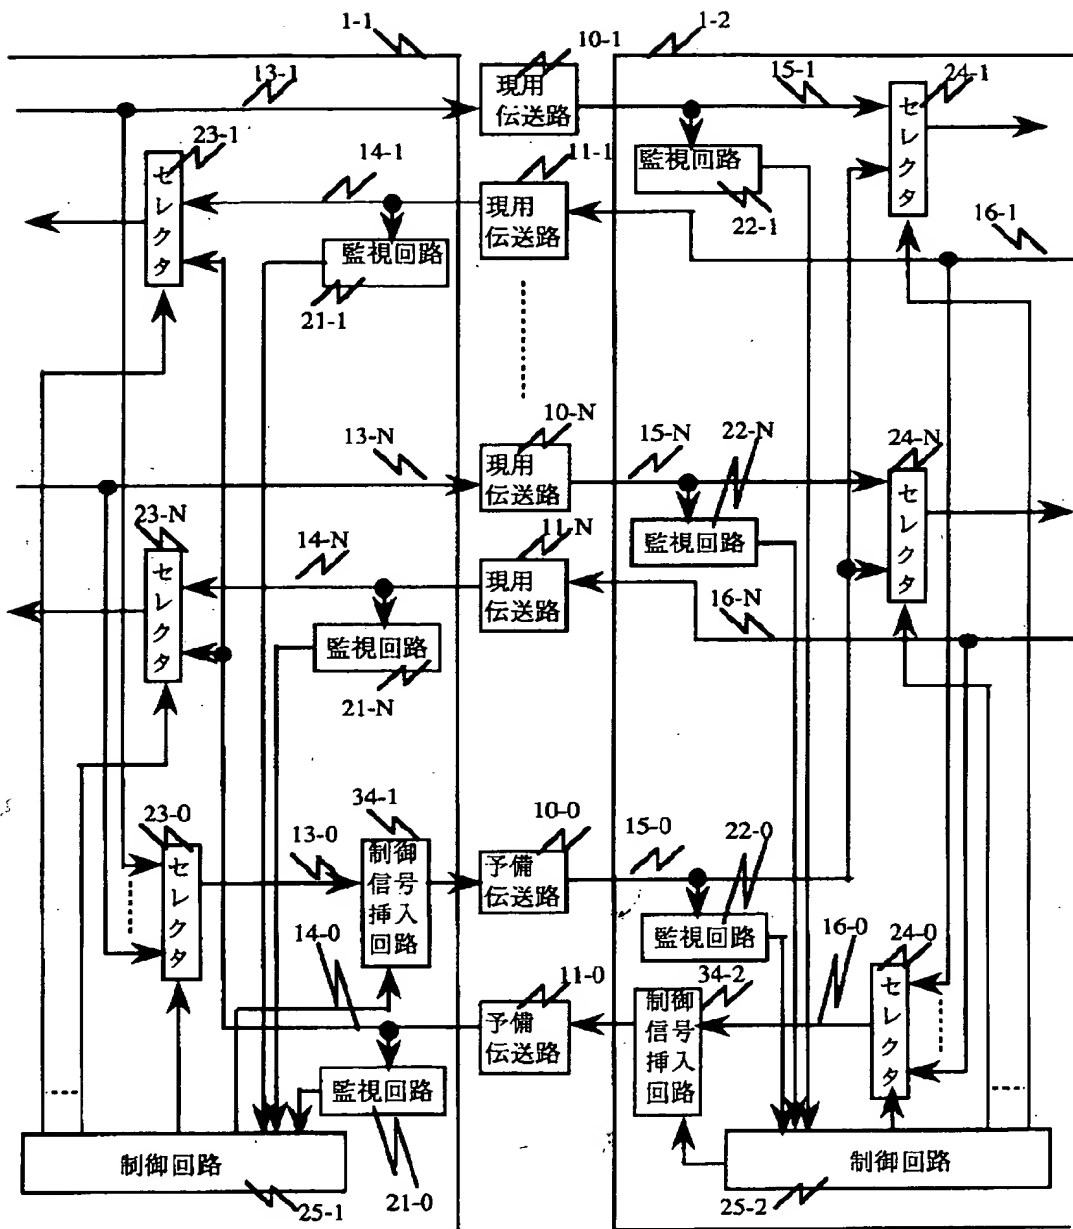 1-1
10-1
1-2
13-1
現用
伝送路
15-1
24-1
セレクタ
23-1
セレクタ
14-1
11-1
現用
伝送路
監視回路
22-1
16-1
監視回路
21-1
10-N
13-N
現用
伝送路
15-N
22-N
24-N
セレクタ
23-N
セレクタ
14-N
11-N
現用
伝送路
監視回路
16-N
監視回路
21-N
34-1
23-0
セレクタ
13-0
制御
信号
挿入
回路
10-0
予備
伝送路
15-0
22-0
監視回路
14-0
11-0
予備
伝送路
34-2
制御
信号
挿入
回路
16-0
24-0
セレクタ
監視回路
制御回路
25-1
21-0
制御回路
25-2